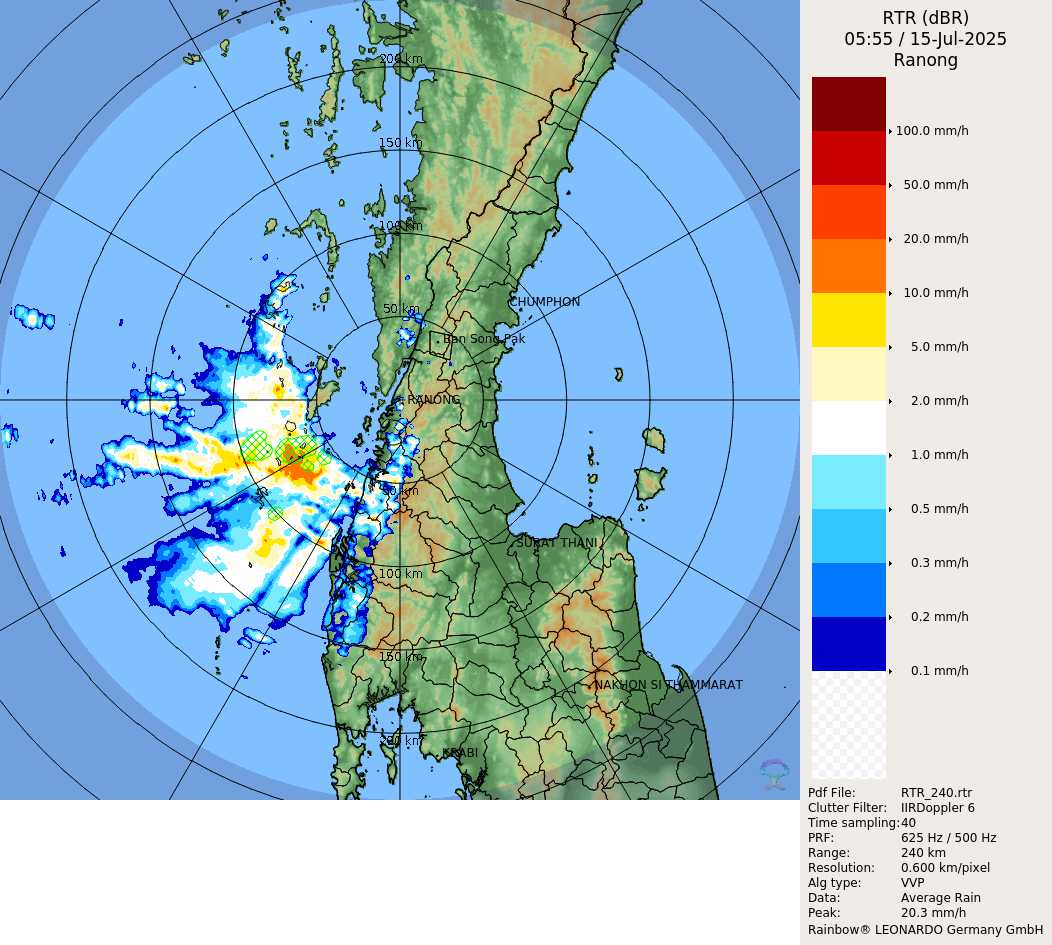 RTR (dBR)
05:55 / 15-Jul-2025
Ranong
200 km
150 km
100 km
50 km
CHUMPHON
Ban Song Pak
RANONG
50 km
SURAT THANI
100 km
150 km
NAKHON SI THAMMARAT
200 km
KRABI
100.0 mm/h
50.0 mm/h
20.0 mm/h
10.0 mm/h
5.0 mm/h
2.0 mm/h
1.0 mm/h
0.5 mm/h
0.3 mm/h
0.2 mm/h
0.1 mm/h
Pdf File: RTR_240.rtr
Clutter Filter: IIRDoppler 6
Time sampling: 40
PRF: 625 Hz / 500 Hz
Range: 240 km
Resolution: 0.600 km/pixel
Alg type: VVP
Data: Average Rain
Peak: 20.3 mm/h
Rainbow® LEONARDO Germany GmbH